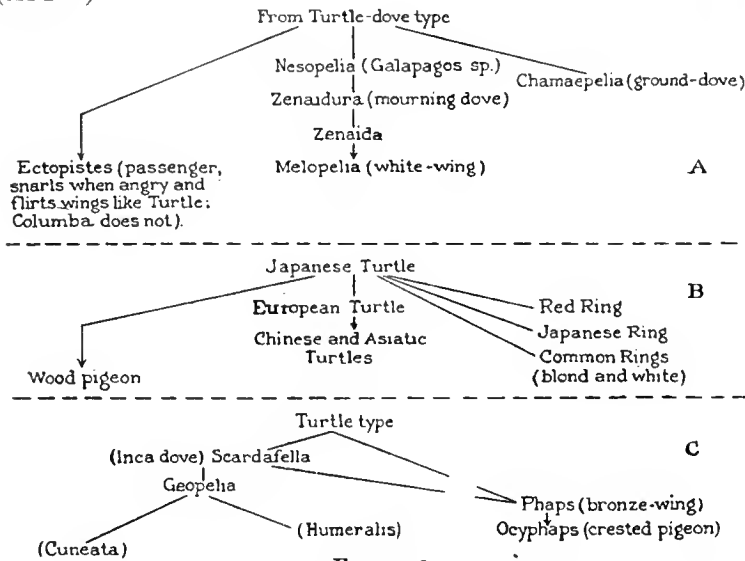 From Turtle-dove type
Nesopelia (Galapagos sp.)
Chamaepelia (ground-dove)
Zenaidura (mourning dove)
Zenaida
Ectopistes (passenger,
snarls when angry and
flirts wings like Turtle;
Columba does not).
Melopelia (white-wing)
A
Japanese Turtle
B
European Turtle
Red Ring
Chinese and Asiatic
Turtles
Japanese Ring
Common Rings
(blond and white)
Wood pigeon
Turtle type
C
(Inca dove) Scardafella
Geopelia
Phaps (bronze-wing)
(Humeralis)
Ocyphaps (crested pigeon)
(Cuneata)